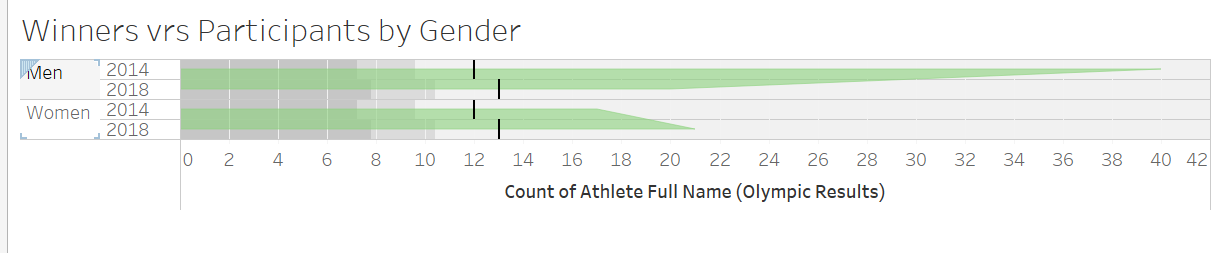 Winners vrs Participants by Gender
Men 2014
2018
Women 2014
2018
0 2 4 6 8 10 12 14 16 18 20 22 24 26 28 30 32 34 36 38 40 42
Count of Athlete Full Name (Olympic Results)